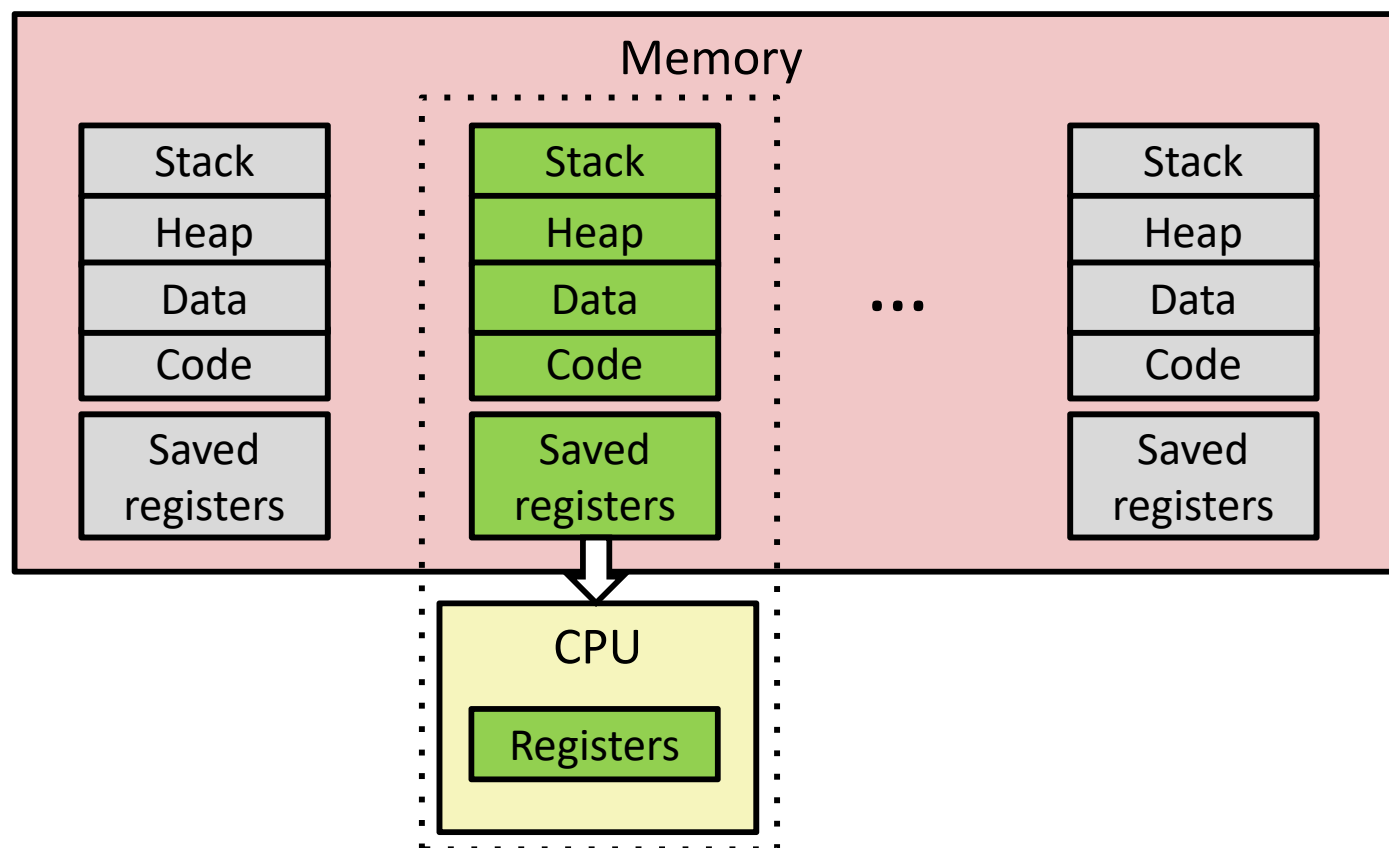 Memory
Stack
Heap
Data
Code
Saved
registers
Stack
Heap
Data
Code
Saved
registers
...
Stack
Heap
Data
Code
Saved
registers
CPU
Registers